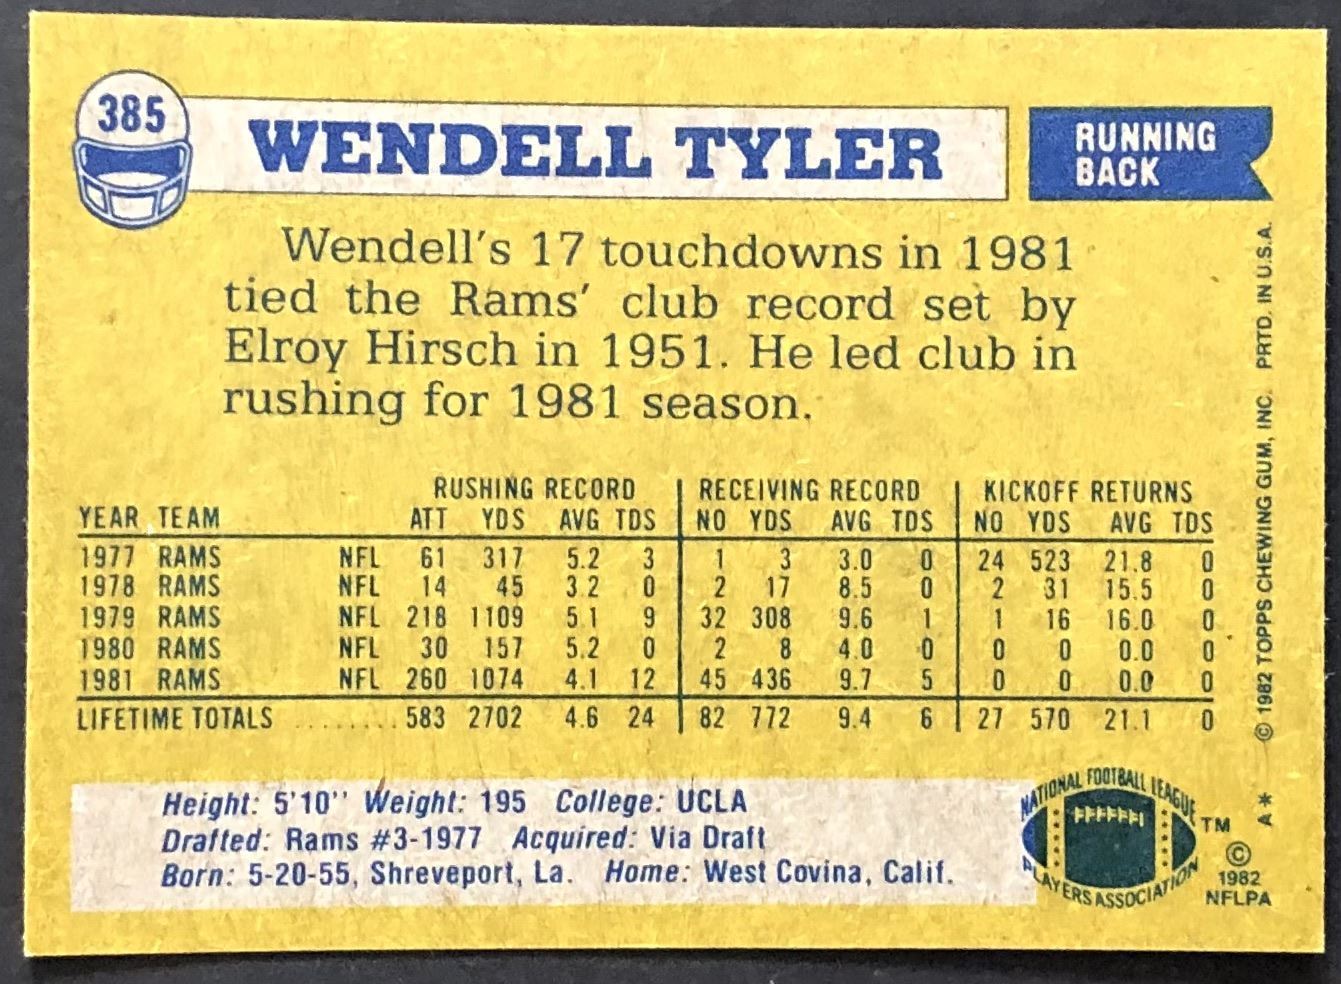 385
WENDELL TYLER
RUNNING
BACK
Wendell's 17 touchdowns in 1981
tied the Rams' club record set by
Elroy Hirsch in 1951. He led club in
rushing for 1981 season.
RUSHING RECORD RECEIVING RECORD KICKOFF RETURNS
YEAR TEAM ATT YDS AVG TDS NO YDS AVG TDS NO YDS AVG TDS
1977 RAMS NFL 61 317 5.2 3 1 3 3.0 0 24 523 21.8 0
1978 RAMS NFL 14 45 3.2 0 2 17 8.5 0 2 31 15.5 0
1979 RAMS NFL 218 1109 5.1 9 32 308 9.6 1 1 16 16.0 0
1980 RAMS NFL 30 157 5.2 0 2 8 4.0 0 0 0 0.0 0
1981 RAMS NFL 260 1074 4.1 12 45 436 9.7 5 0 0 0.0 0
LIFETIME TOTALS ........ 583 2702 4.6 24 82 772 9.4 6 27 570 21.1 0
Height: 5'10" Weight: 195 College: UCLA
Drafted: Rams #3-1977 Acquired: Via Draft
Born: 5-20-55, Shreveport, La. Home: West Covina, Calif.
NATIONAL FOOTBALL LEAGUE
PLAYERS ASSOCIATION
TM
©
1982
NFLPA
A* © 1982 TOPPS CHEWING GUM, INC. PRTD. IN U.S.A.